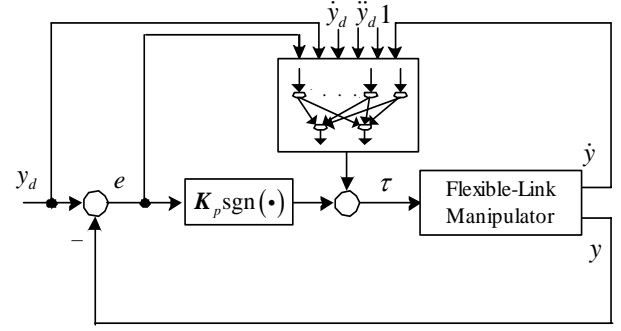 ẏ_d ÿ_d 1
. . . .
y_d
e
−
K_p sgn(•)
τ
Flexible-Link
Manipulator
ẏ
y